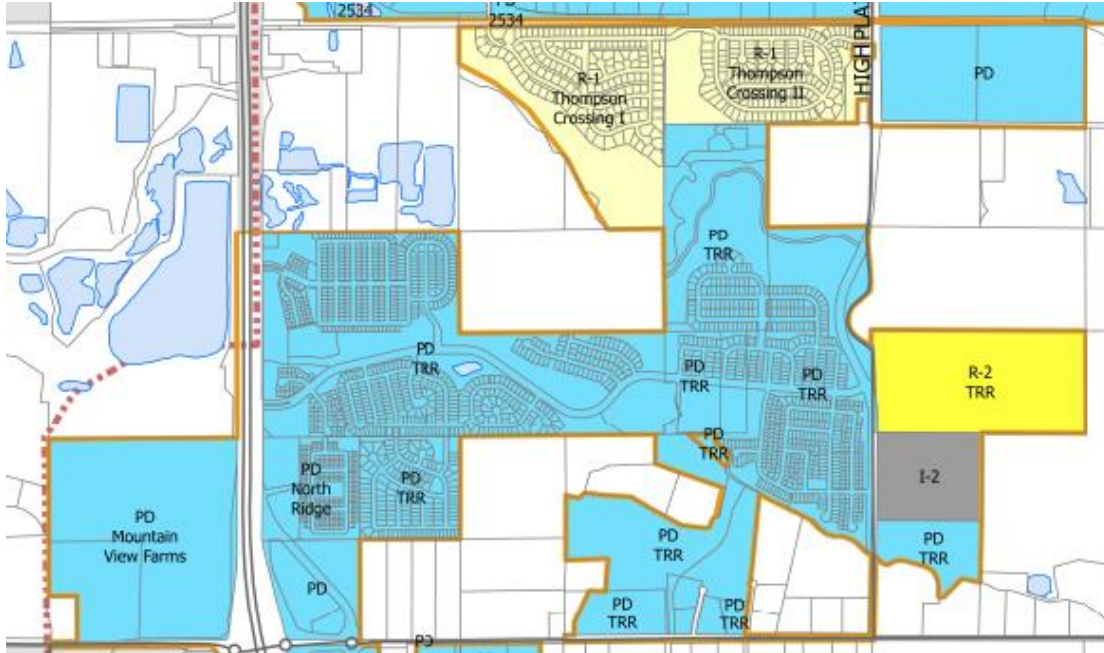 2534
PD
2534
HIGH PLA
R-1
Thompson
Crossing I
R-1
Thompson
Crossing II
PD
PD
TRR
PD
TRR
PD
TRR
PD
TRR
R-2
TRR
PD
TRR
PD
North
Ridge
PD
TRR
I-2
PD
Mountain
View Farms
PD
TRR
PD
TRR
PD
PD
TRR
PD
TRR
PD